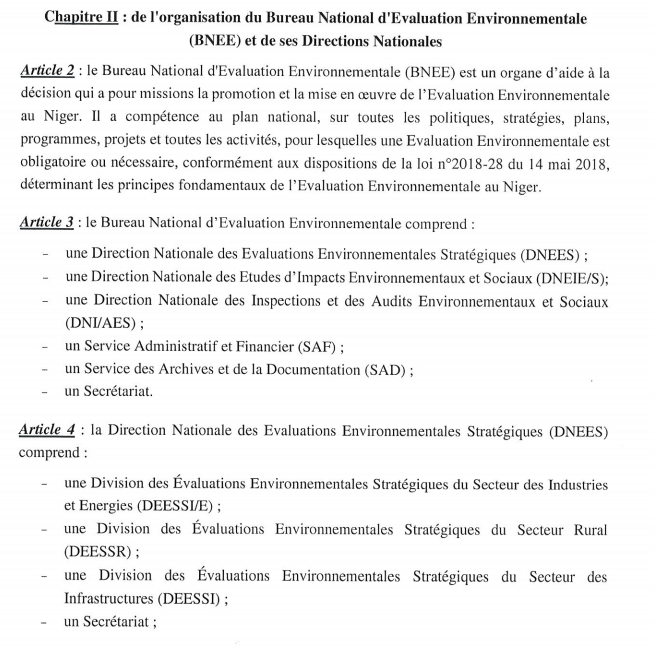 Chapitre II : de l'organisation du Bureau National d'Evaluation Environnementale
(BNEE) et de ses Directions Nationales
Article 2 : le Bureau National d'Evaluation Environnementale (BNEE) est un organe d'aide à la
décision qui a pour missions la promotion et la mise en œuvre de l'Evaluation Environnementale
au Niger. Il a compétence au plan national, sur toutes les politiques, stratégies, plans,
programmes, projets et toutes les activités, pour lesquelles une Evaluation Environnementale est
obligatoire ou nécessaire, conformément aux dispositions de la loi n°2018-28 du 14 mai 2018,
déterminant les principes fondamentaux de l'Evaluation Environnementale au Niger.
Article 3 : le Bureau National d'Evaluation Environnementale comprend :
- une Direction Nationale des Evaluations Environnementales Stratégiques (DNEES) ;
- une Direction Nationale des Etudes d'Impacts Environnementaux et Sociaux (DNEIE/S);
- une Direction Nationale des Inspections et des Audits Environnementaux et Sociaux
(DNI/AES) ;
- un Service Administratif et Financier (SAF) ;
- un Service des Archives et de la Documentation (SAD) ;
- un Secrétariat.
Article 4 : la Direction Nationale des Evaluations Environnementales Stratégiques (DNEES)
comprend :
- une Division des Évaluations Environnementales Stratégiques du Secteur des Industries
et Energies (DEESSI/E) ;
- une Division des Évaluations Environnementales Stratégiques du Secteur Rural
(DEESSR) ;
- une Division des Évaluations Environnementales Stratégiques du Secteur des
Infrastructures (DEESSI) ;
- un Secrétariat ;